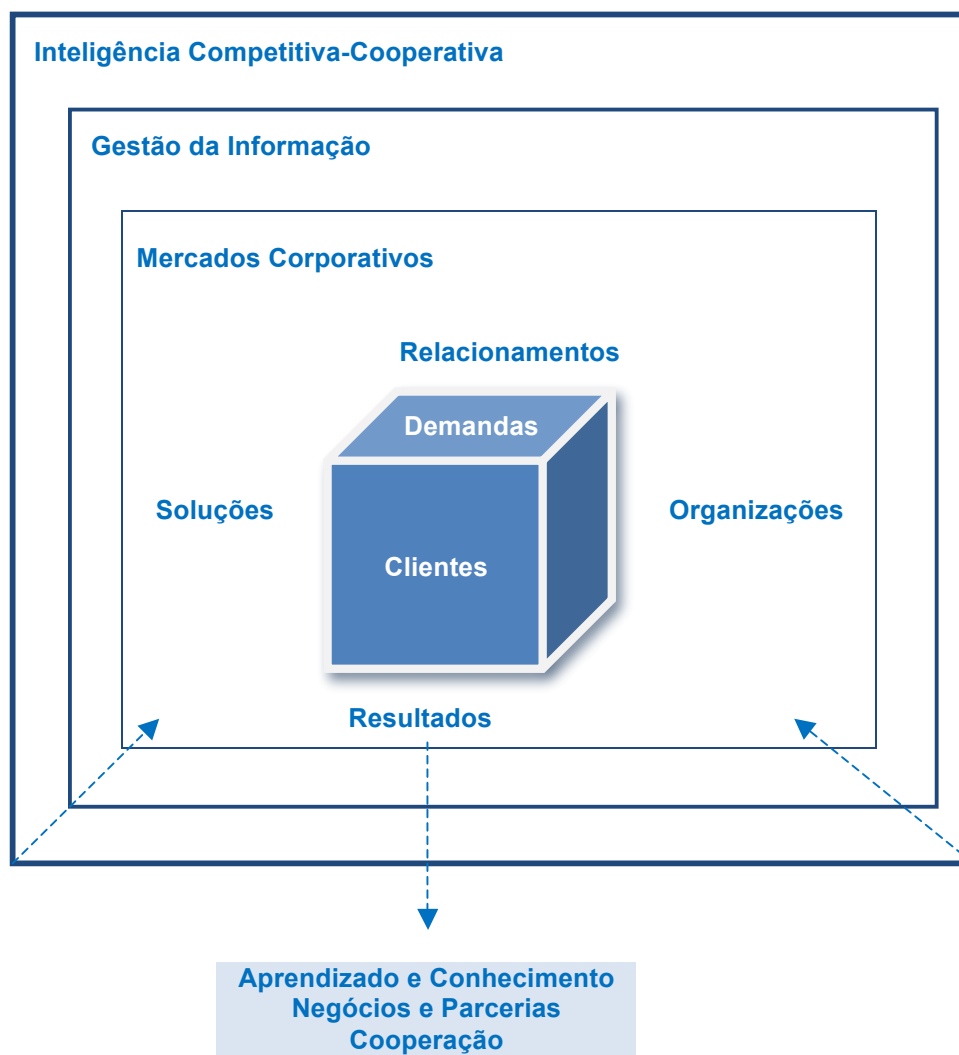 Inteligência Competitiva-Cooperativa
Gestão da Informação
Mercados Corporativos
Relacionamentos
Demandas
Soluções
Organizações
Clientes
Resultados
Aprendizado e Conhecimento
Negócios e Parcerias
Cooperação